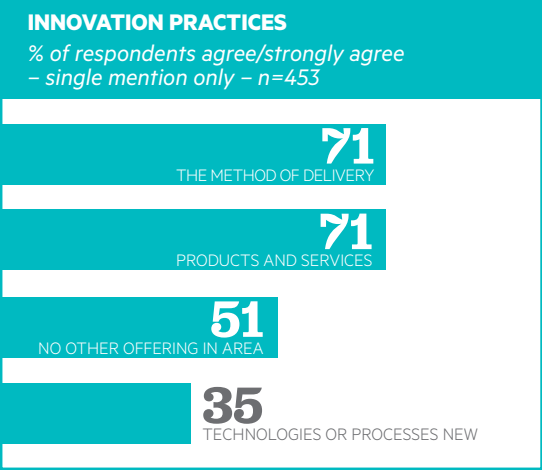 INNOVATION PRACTICES
% of respondents agree/strongly agree
– single mention only – n=453
71
THE METHOD OF DELIVERY
71
PRODUCTS AND SERVICES
51
NO OTHER OFFERING IN AREA
35
TECHNOLOGIES OR PROCESSES NEW